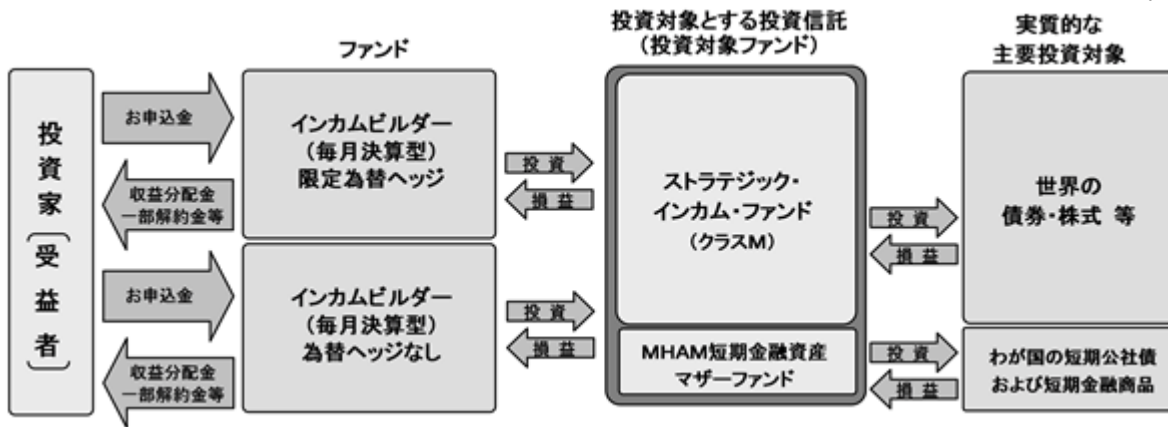 ファンド
投資対象とする投資信託
(投資対象ファンド)
実質的な
主要投資対象
投資家〔受益者〕
お申込金
収益分配金
一部解約金等
お申込金
収益分配金
一部解約金等
インカムビルダー
(毎月決算型)
限定為替ヘッジ
インカムビルダー
(毎月決算型)
為替ヘッジなし
投資
損益
投資
損益
ストラテジック・
インカム・ファンド
(クラスM)
MHAM短期金融資産
マザーファンド
投資
損益
投資
損益
世界の
債券・株式 等
わが国の短期公社債
および短期金融商品